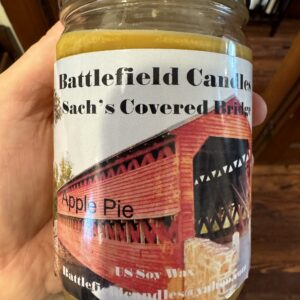 Battlefield Candles
Sach's Covered Bridge
Apple Pie
US Soy Wax